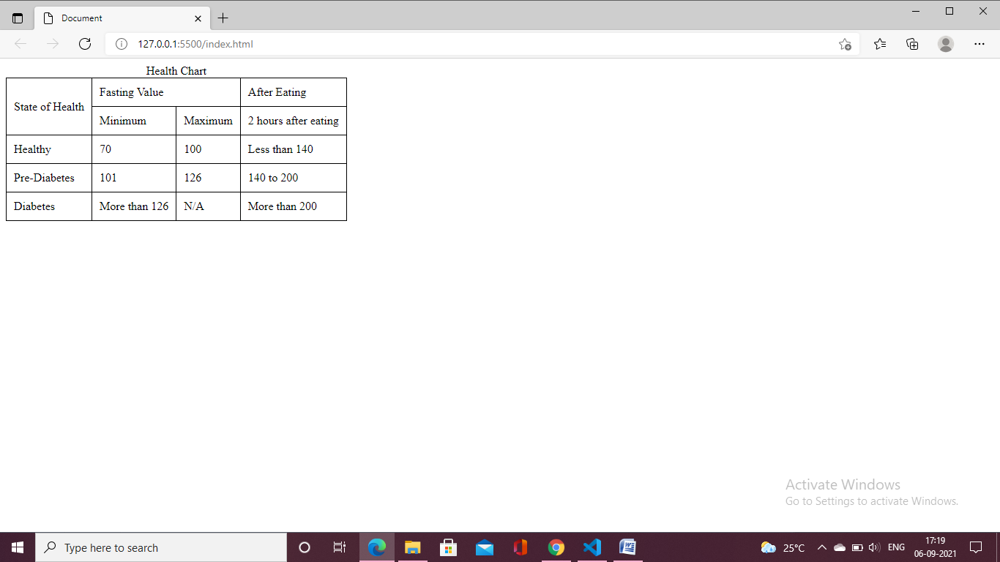 Document
127.0.0.1:5500/index.html
Health Chart
State of Health
Fasting Value
After Eating
Minimum
Maximum
2 hours after eating
Healthy
70
100
Less than 140
Pre-Diabetes
101
126
140 to 200
Diabetes
More than 126
N/A
More than 200
Activate Windows
Go to Settings to activate Windows.
Type here to search
25°C
ENG
17:19
06-09-2021